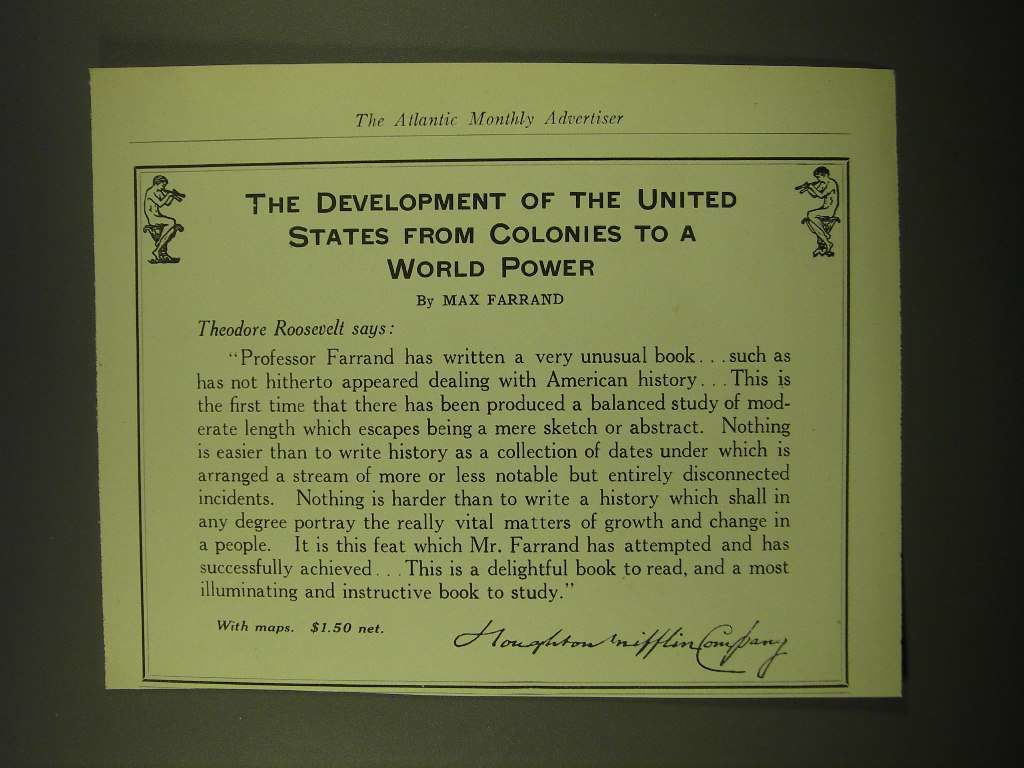 The Atlantic Monthly Advertiser
The Development of the United
States from Colonies to a
World Power
By MAX FARRAND
Theodore Roosevelt says:
"Professor Farrand has written a very unusual book . . . such as
has not hitherto appeared dealing with American history . . . This is
the first time that there has been produced a balanced study of mod-
erate length which escapes being a mere sketch or abstract. Nothing
is easier than to write history as a collection of dates under which is
arranged a stream of more or less notable but entirely disconnected
incidents. Nothing is harder than to write a history which shall in
any degree portray the really vital matters of growth and change in
a people. It is this feat which Mr. Farrand has attempted and has
successfully achieved . . . This is a delightful book to read, and a most
illuminating and instructive book to study."
With maps. $1.50 net.
Houghton Mifflin Company